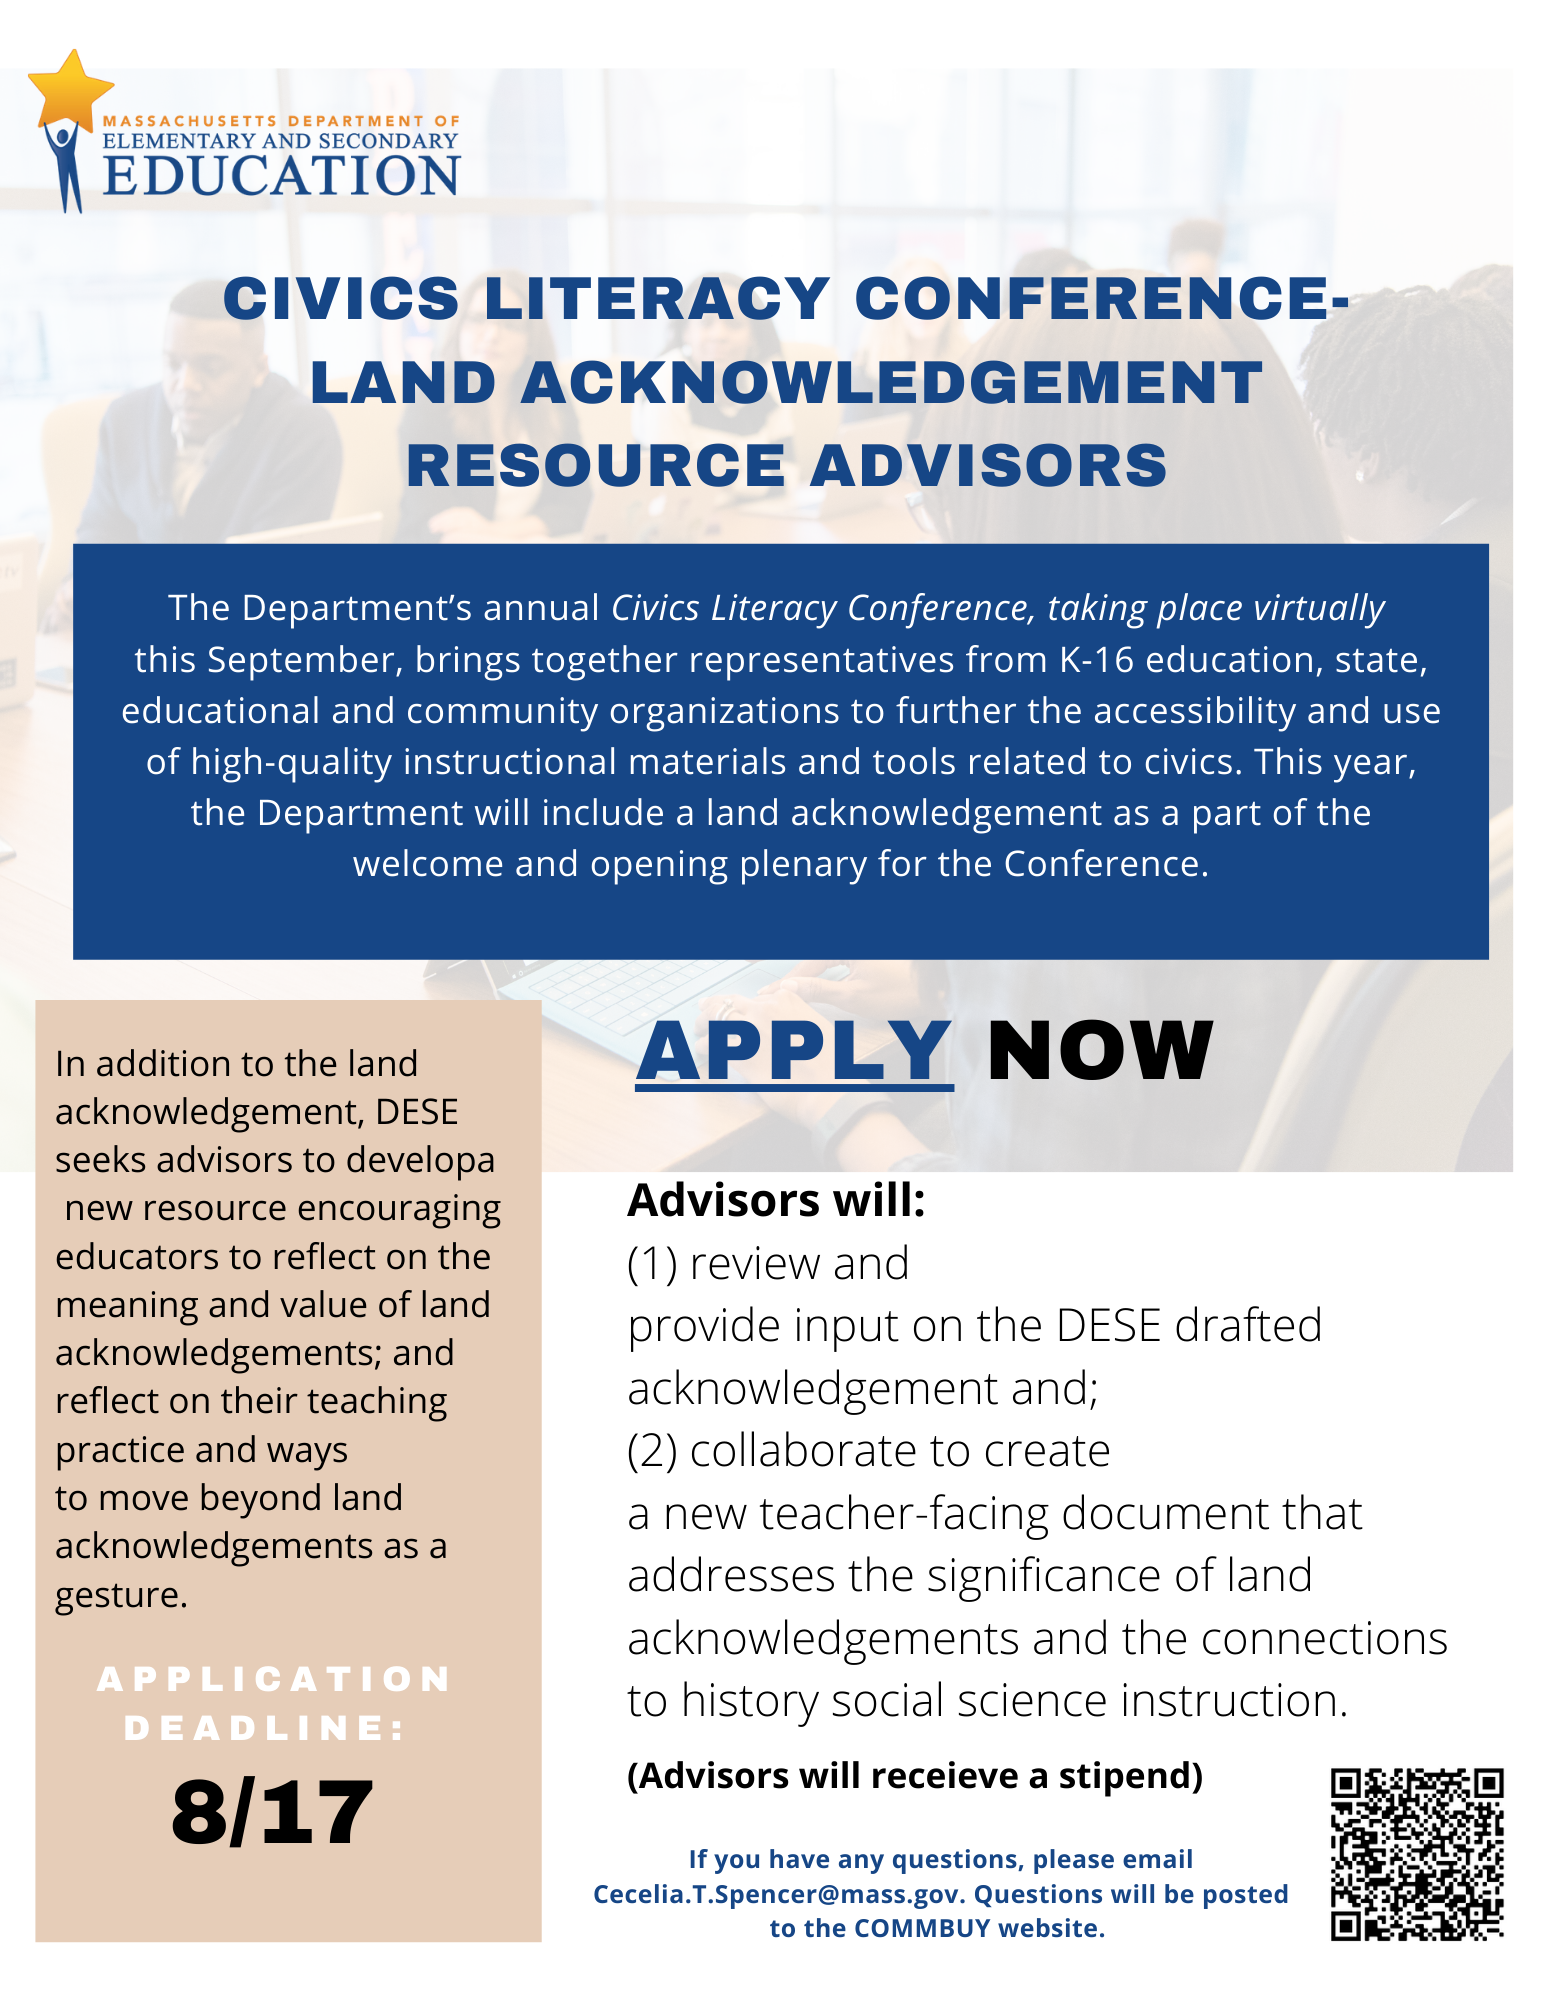 MASSACHUSETTS DEPARTMENT OF
ELEMENTARY AND SECONDARY
EDUCATION
CIVICS LITERACY CONFERENCE-
LAND ACKNOWLEDGEMENT
RESOURCE ADVISORS
The Department's annual Civics Literacy Conference, taking place virtually
this September, brings together representatives from K-16 education, state,
educational and community organizations to further the accessibility and use
of high-quality instructional materials and tools related to civics. This year,
the Department will include a land acknowledgement as a part of the
welcome and opening plenary for the Conference.
In addition to the land
acknowledgement, DESE
seeks advisors to developa
new resource encouraging
educators to reflect on the
meaning and value of land
acknowledgements; and
reflect on their teaching
practice and ways
to move beyond land
acknowledgements as a
gesture.
APPLICATION
DEADLINE:
8/17
APPLY NOW
Advisors will:
(1) review and
provide input on the DESE drafted
acknowledgement and;
(2) collaborate to create
a new teacher-facing document that
addresses the significance of land
acknowledgements and the connections
to history social science instruction.
(Advisors will receieve a stipend)
If you have any questions, please email
Cecelia.T.Spencer@mass.gov. Questions will be posted
to the COMMBUY website.